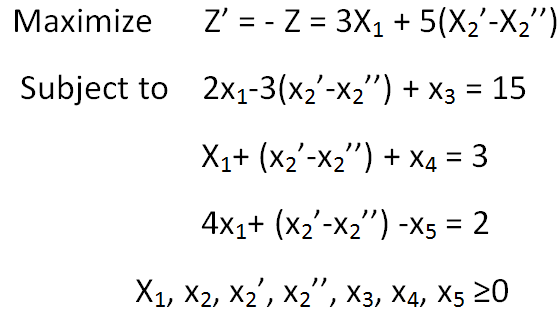 Maximize Z’ = - Z = 3X₁ + 5(X₂’-X₂’’)
Subject to 2x₁-3(x₂’-x₂’’) + x₃ = 15
X₁+ (x₂’-x₂’’) + x₄ = 3
4x₁+ (x₂’-x₂’’) -x₅ = 2
X₁, x₂, x₂’, x₂’’, x₃, x₄, x₅ ≥0